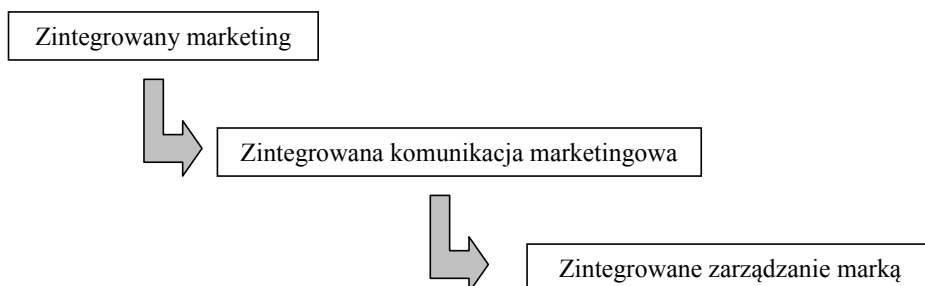 Zintegrowany marketing
Zintegrowana komunikacja marketingowa
Zintegrowane zarządzanie marką